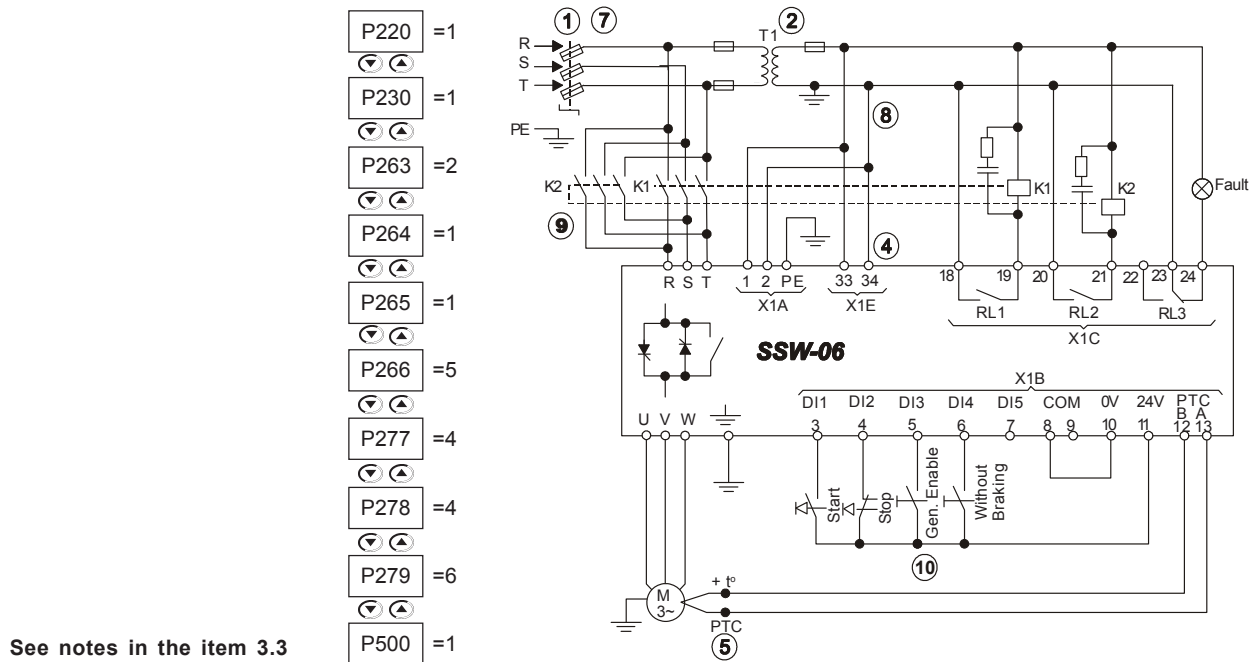 P220 =1
P230 =1
P263 =2
P264 =1
P265 =1
P266 =5
P277 =4
P278 =4
P279 =6
P500 =1
See notes in the item 3.3
1 7 T1 2
R
S
T
8
PE
K2 K1 K1 K2 Fault
9 4
R S T 1 2 PE 33 34 18 19 20 21 22 23 24
X1A X1E RL1 RL2 RL3
X1C
SSW-06
X1B
DI1 DI2 DI3 DI4 DI5 COM 0V 24V PTC
B A
U V W 3 4 5 6 7 8 9 10 11 12 13
Start
Stop
Gen. Enable
Without
Braking
10
+ tº
M
3~
PTC
5